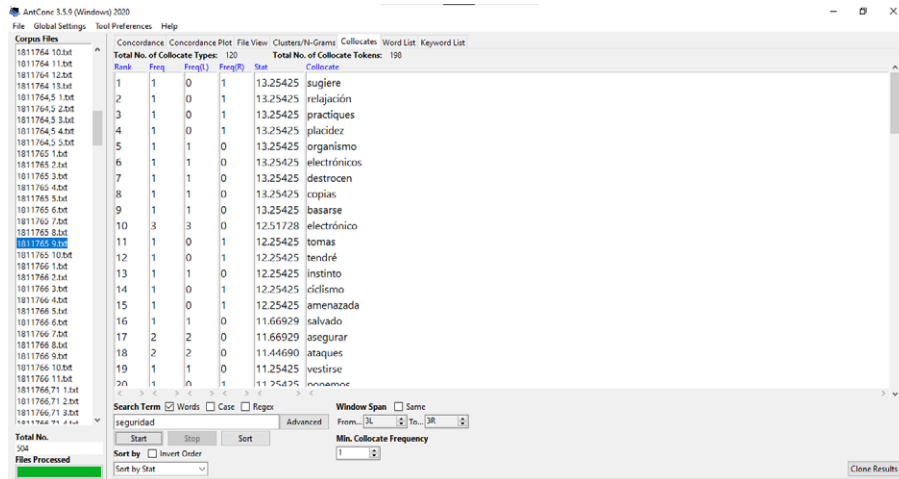 AntConc 3.5.9 (Windows) 2020
File Global Settings Tool Preferences Help
Corpus Files
1811764 10.txt
1811764 11.txt
1811764 12.txt
1811764 13.txt
1811764,5 1.txt
1811764,5 2.txt
1811764,5 3.txt
1811764,5 4.txt
1811764,5 5.txt
1811765 1.txt
1811765 2.txt
1811765 3.txt
1811765 4.txt
1811765 5.txt
1811765 6.txt
1811765 7.txt
1811765 8.txt
1811765 9.txt
1811765 10.txt
1811766 1.txt
1811766 2.txt
1811766 3.txt
1811766 4.txt
1811766 5.txt
1811766 6.txt
1811766 7.txt
1811766 8.txt
1811766 9.txt
1811766 10.txt
1811766 11.txt
1811766,71 1.txt
1811766,71 2.txt
1811766,71 3.txt
1811766,71 4.txt
Total No.
504
Files Processed
Concordance Concordance Plot File View Clusters/N-Grams Collocates Word List Keyword List
Total No. of Collocate Types: 120 Total No. of Collocate Tokens: 198
Rank Freq Freq(L) Freq(R) Stat Collocate
1 1 0 1 13.25425 sugiere
2 1 0 1 13.25425 relajación
3 1 0 1 13.25425 practiques
4 1 0 1 13.25425 placidez
5 1 1 0 13.25425 organismo
6 1 1 0 13.25425 electrónicos
7 1 1 0 13.25425 destrocen
8 1 1 0 13.25425 copias
9 1 1 0 13.25425 basarse
10 3 3 0 12.51728 electrónico
11 1 0 1 12.25425 tomas
12 1 0 1 12.25425 tendré
13 1 1 0 12.25425 instinto
14 1 0 1 12.25425 ciclismo
15 1 0 1 12.25425 amenazada
16 1 1 0 11.66929 salvado
17 2 2 0 11.66929 asegurar
18 2 2 0 11.44690 ataques
19 1 1 0 11.25425 vestirse
20 1 0 1 11.25425 ponemos
Search Term Words Case Regex Window Span Same
seguridad Advanced From... 3L To... 3R
Start Stop Sort Min. Collocate Frequency
Sort by Invert Order 1
Sort by Stat Clone Results